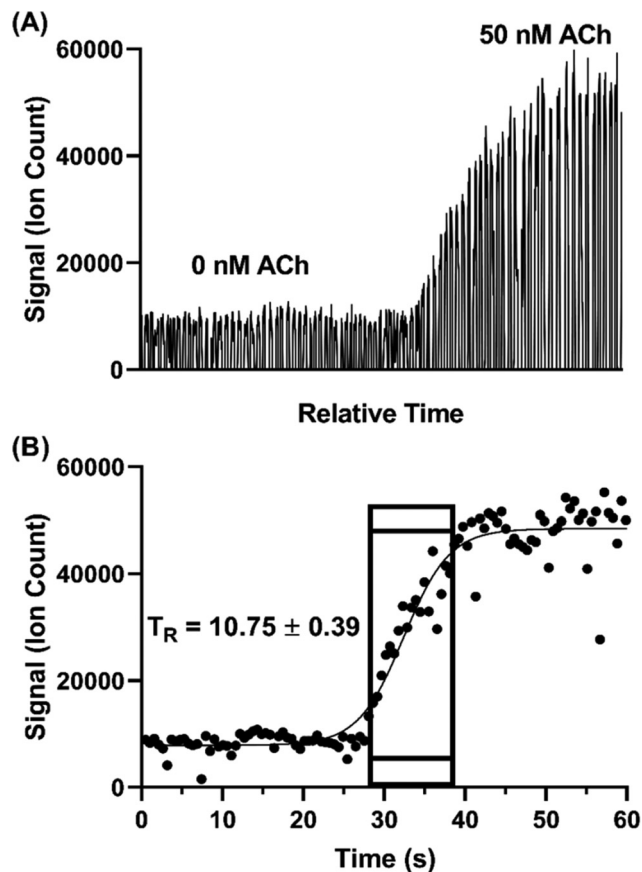 (A)
60000
50 nM ACh
40000
Signal (Ion Count)
0 nM ACh
20000
0
Relative Time
(B)
60000
40000
Signal (Ion Count)
T_R = 10.75 ± 0.39
20000
0
0 10 20 30 40 50 60
Time (s)